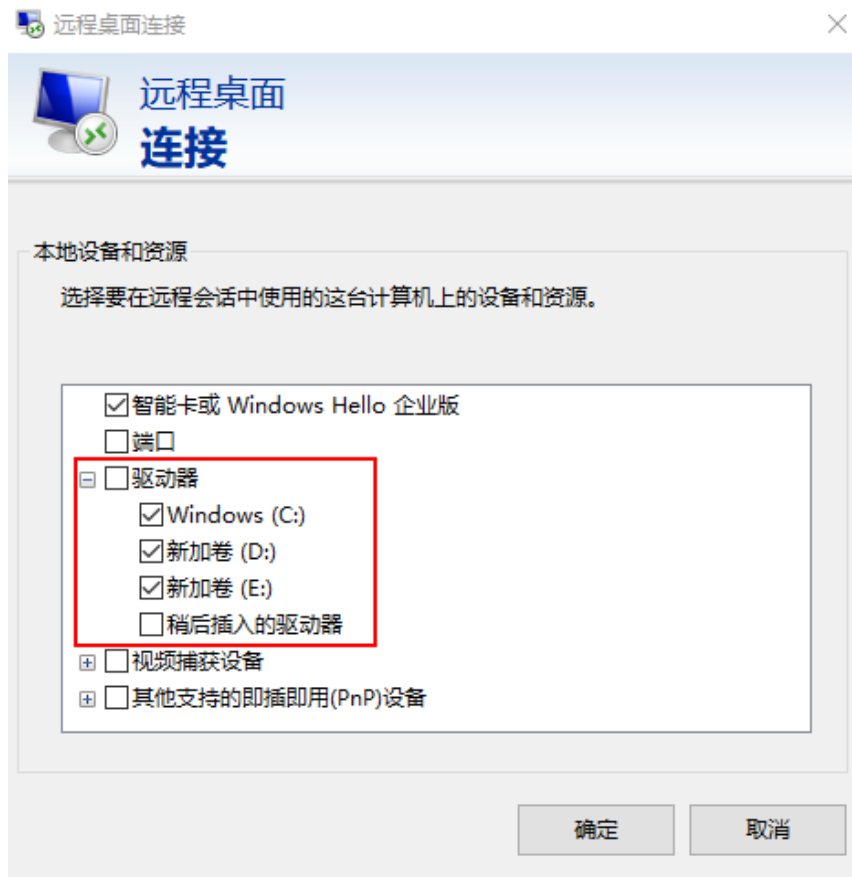 远程桌面连接
远程桌面
连接
本地设备和资源
选择要在远程会话中使用的这台计算机上的设备和资源。
智能卡或 Windows Hello 企业版
端口
驱动器
Windows (C:)
新加卷 (D:)
新加卷 (E:)
稍后插入的驱动器
视频捕获设备
其他支持的即插即用(PnP)设备
确定 取消